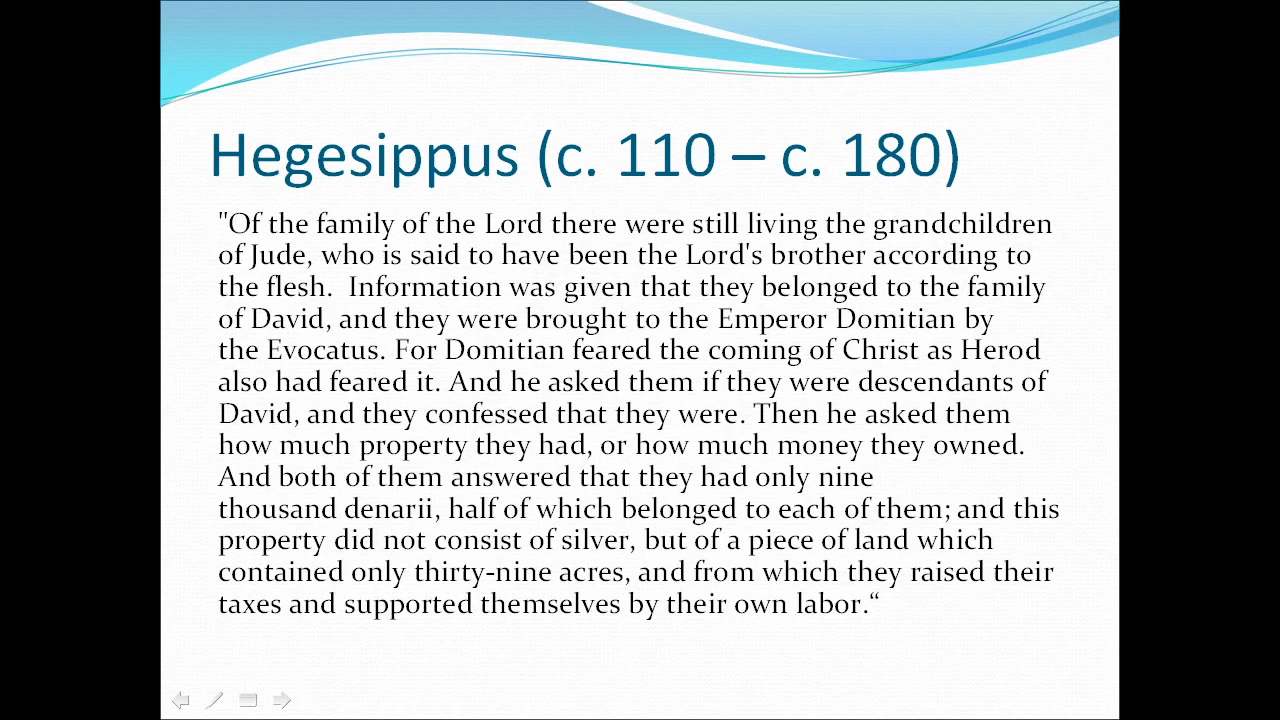 Hegesippus (c. 110 – c. 180)
"Of the family of the Lord there were still living the grandchildren
of Jude, who is said to have been the Lord's brother according to
the flesh.  Information was given that they belonged to the family
of David, and they were brought to the Emperor Domitian by
the Evocatus. For Domitian feared the coming of Christ as Herod
also had feared it. And he asked them if they were descendants of
David, and they confessed that they were. Then he asked them
how much property they had, or how much money they owned.
And both of them answered that they had only nine
thousand denarii, half of which belonged to each of them; and this
property did not consist of silver, but of a piece of land which
contained only thirty-nine acres, and from which they raised their
taxes and supported themselves by their own labor.“